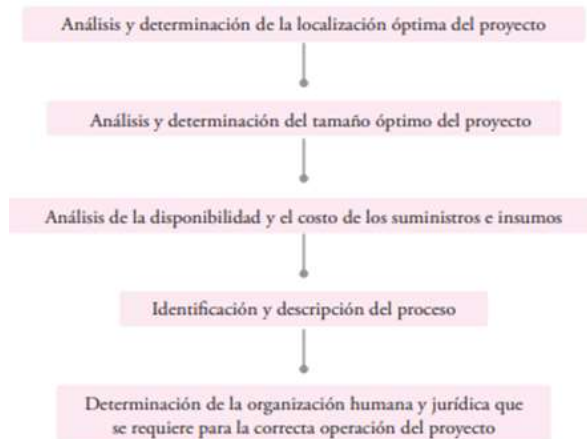 Análisis y determinación de la localización óptima del proyecto
Análisis y determinación del tamaño óptimo del proyecto
Análisis de la disponibilidad y el costo de los suministros e insumos
Identificación y descripción del proceso
Determinación de la organización humana y jurídica que
se requiere para la correcta operación del proyecto